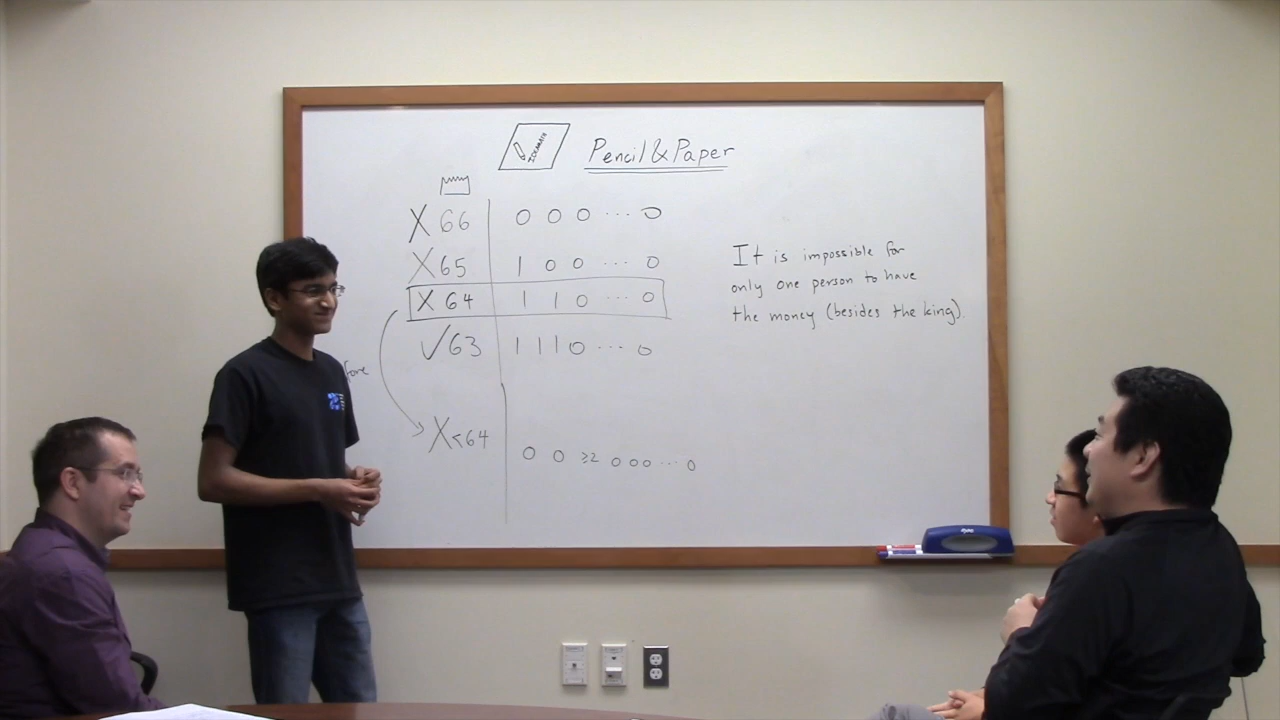 IDEAMATH
Pencil & Paper
X 66 | 0 0 0 ... 0
X 65 | 1 0 0 ... 0
X 64 | 1 1 0 ... 0
✓ 63 | 1 1 1 0 ... 0
X <64 | 0 0 ≥2 0 0 0 ... 0
It is impossible for
only one person to have
the money (besides the king).